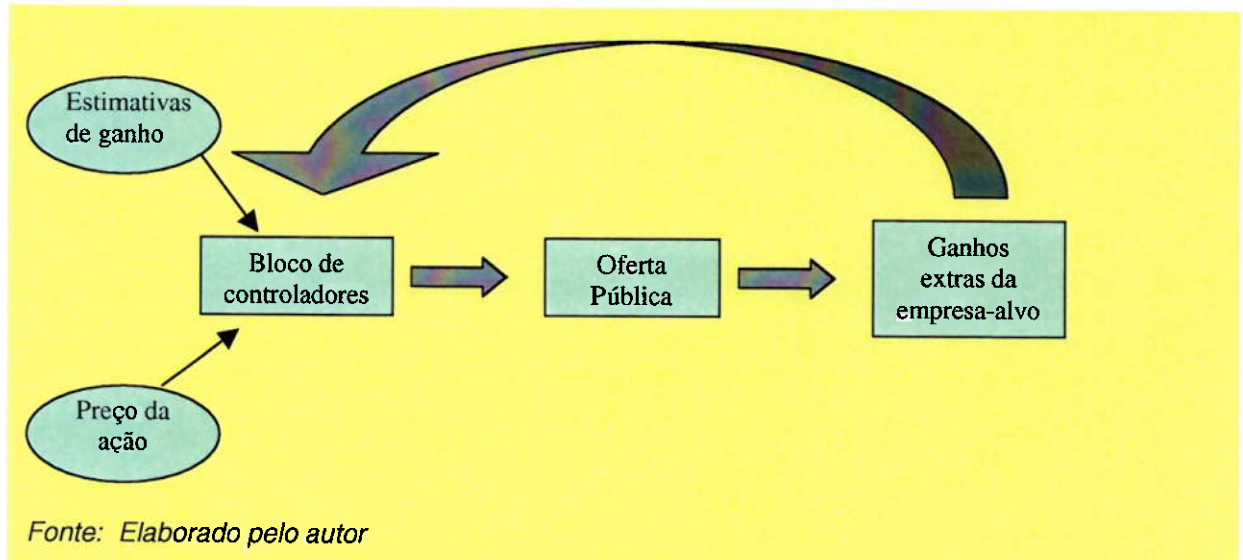 Estimativas
de ganho
Bloco de
controladores
Oferta
Pública
Ganhos
extras da
empresa-alvo
Preço da
ação
Fonte: Elaborado pelo autor